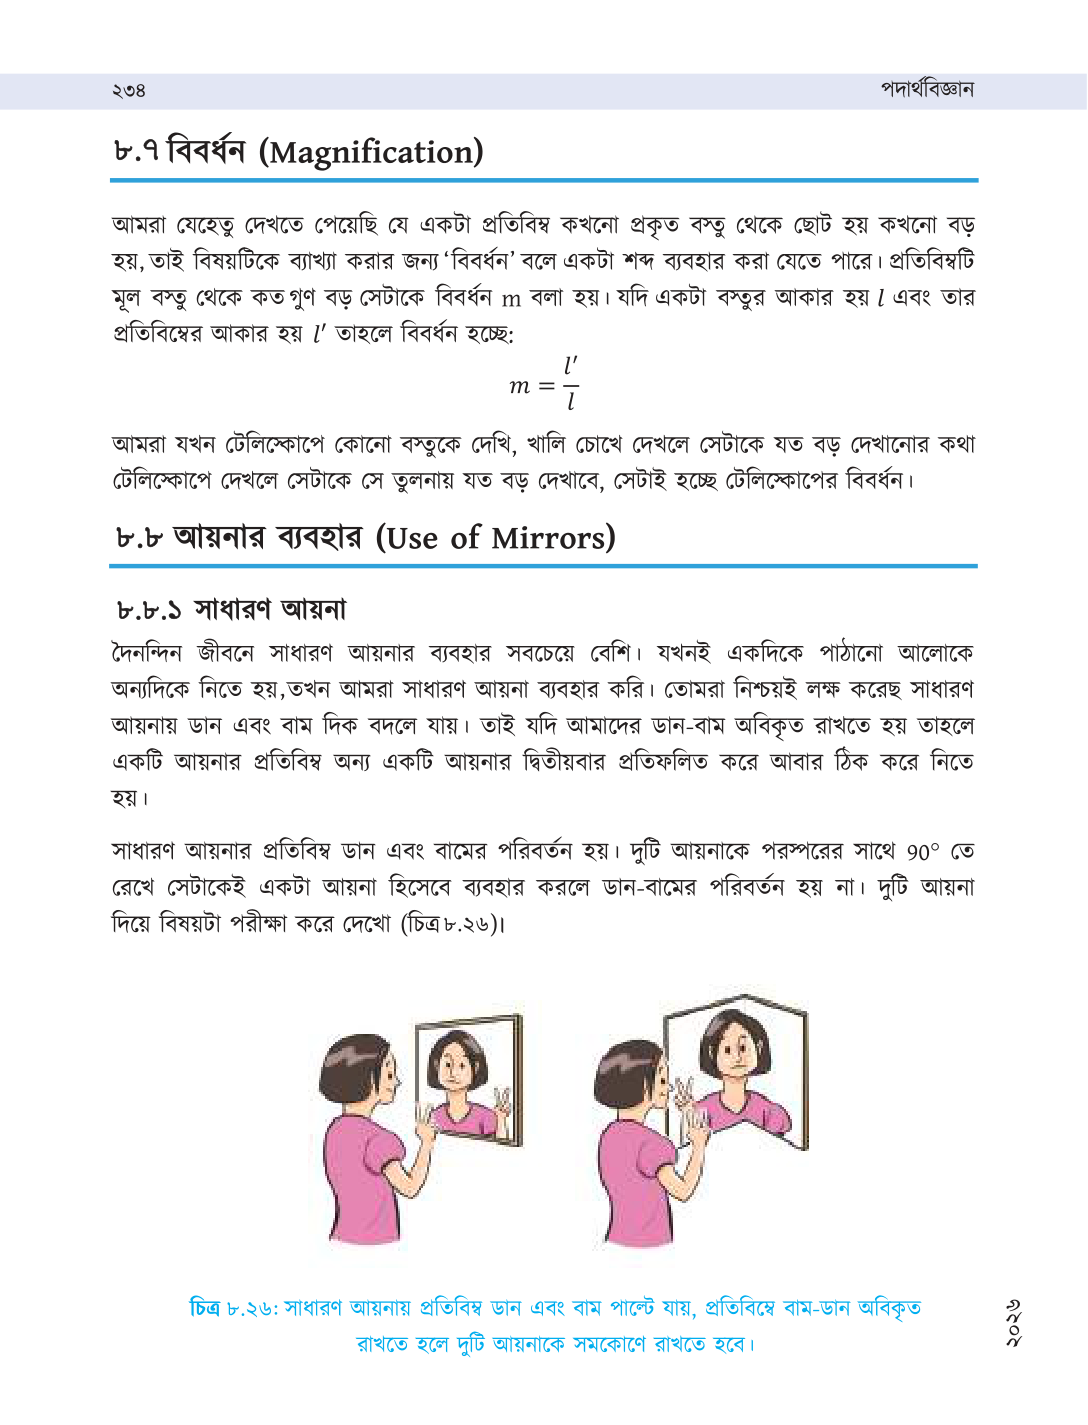 ২৩৪
পদার্থবিজ্ঞান
৮.৭ বিবর্ধন (Magnification)
আমরা যেহেতু দেখতে পেয়েছি যে একটা প্রতিবিম্ব কখনো প্রকৃত বস্তু থেকে ছোট হয় কখনো বড়
হয়, তাই বিষয়টিকে ব্যাখ্যা করার জন্য ‘বিবর্ধন’ বলে একটা শব্দ ব্যবহার করা যেতে পারে। প্রতিবিম্বটি
মূল বস্তু থেকে কত গুণ বড় সেটাকে বিবর্ধন m বলা হয়। যদি একটা বস্তুর আকার হয় l এবং তার
প্রতিবিম্বের আকার হয় l′ তাহলে বিবর্ধন হচ্ছে:
m = l′/l
আমরা যখন টেলিস্কোপে কোনো বস্তুকে দেখি, খালি চোখে দেখলে সেটাকে যত বড় দেখানোর কথা
টেলিস্কোপে দেখলে সেটাকে সে তুলনায় যত বড় দেখাবে, সেটাই হচ্ছে টেলিস্কোপের বিবর্ধন।
৮.৮ আয়নার ব্যবহার (Use of Mirrors)
৮.৮.১ সাধারণ আয়না
দৈনন্দিন জীবনে সাধারণ আয়নার ব্যবহার সবচেয়ে বেশি। যখনই একদিকে পাঠানো আলোকে
অন্যদিকে নিতে হয়,তখন আমরা সাধারণ আয়না ব্যবহার করি। তোমরা নিশ্চয়ই লক্ষ করেছ সাধারণ
আয়নায় ডান এবং বাম দিক বদলে যায়। তাই যদি আমাদের ডান-বাম অবিকৃত রাখতে হয় তাহলে
একটি আয়নার প্রতিবিম্ব অন্য একটি আয়নার দ্বিতীয়বার প্রতিফলিত করে আবার ঠিক করে নিতে
হয়।
সাধারণ আয়নার প্রতিবিম্ব ডান এবং বামের পরিবর্তন হয়। দুটি আয়নাকে পরস্পরের সাথে 90° তে
রেখে সেটাকেই একটা আয়না হিসেবে ব্যবহার করলে ডান-বামের পরিবর্তন হয় না। দুটি আয়না
দিয়ে বিষয়টা পরীক্ষা করে দেখো (চিত্র ৮.২৬)।
চিত্র ৮.২৬: সাধারণ আয়নায় প্রতিবিম্ব ডান এবং বাম পাল্টে যায়, প্রতিবিম্বে বাম-ডান অবিকৃত
রাখতে হলে দুটি আয়নাকে সমকোণে রাখতে হবে।
২০২৬